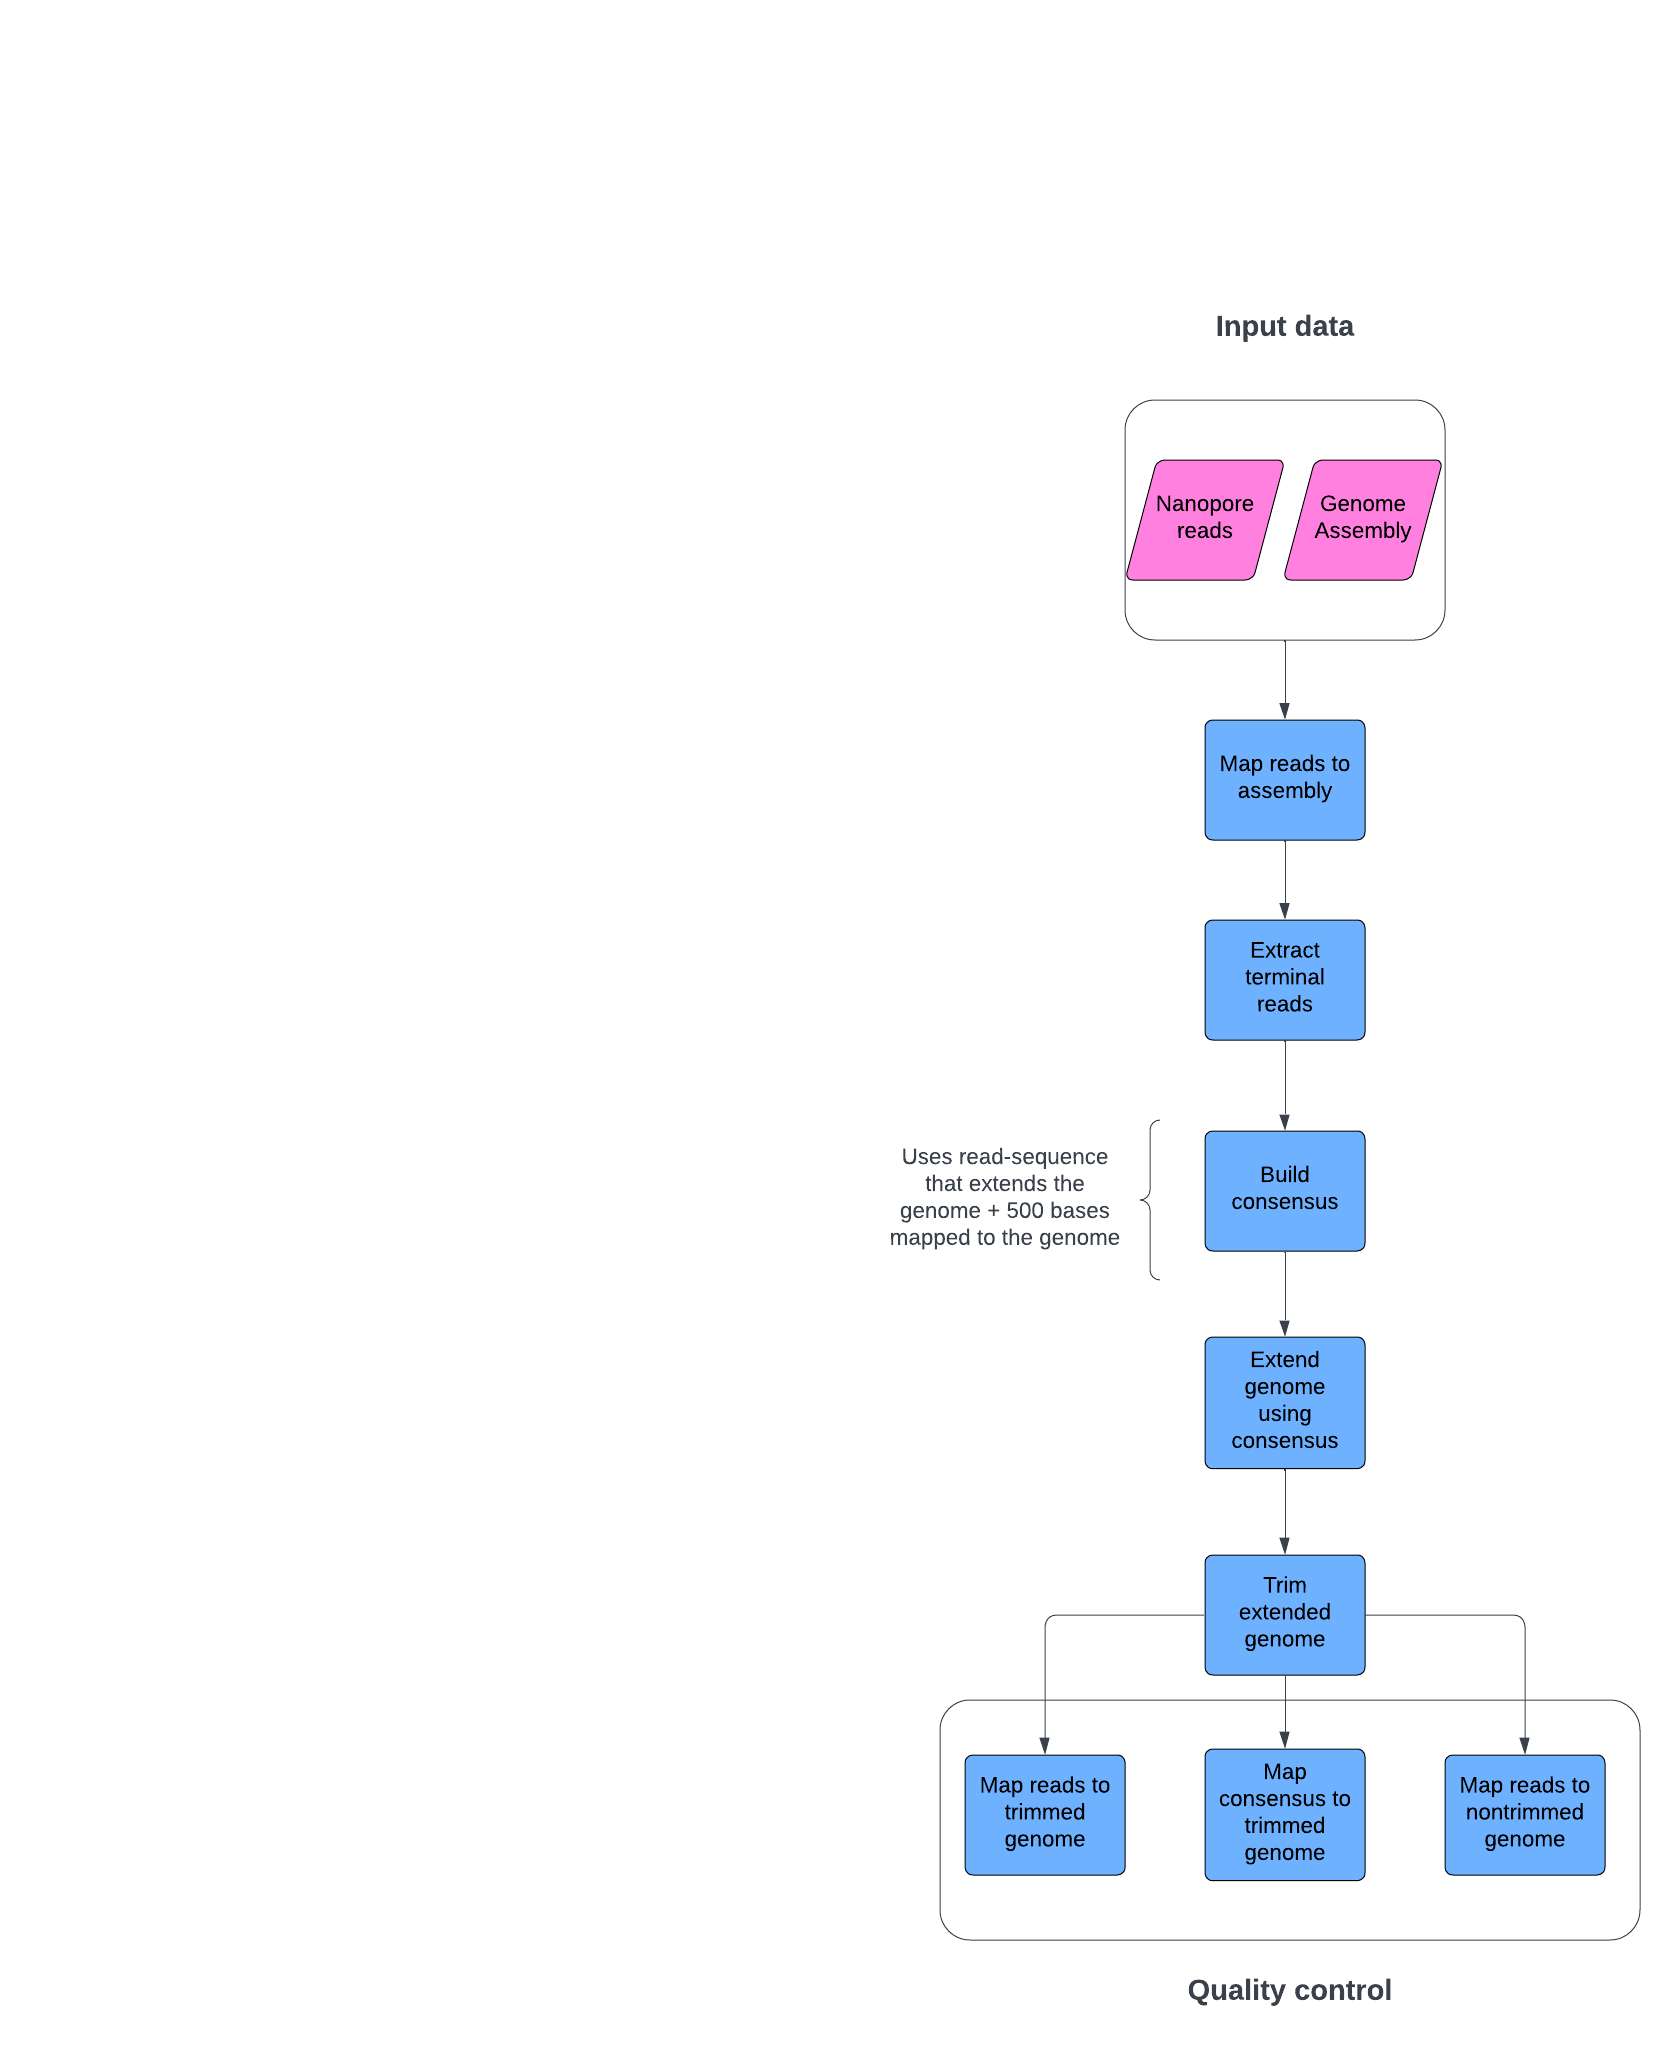 Input data
Nanopore
reads
Genome
Assembly
Map reads to
assembly
Extract
terminal
reads
Uses read-sequence
that extends the
genome + 500 bases
mapped to the genome
Build
consensus
Extend
genome
using
consensus
Trim
extended
genome
Map reads to
trimmed
genome
Map
consensus to
trimmed
genome
Map reads to
nontrimmed
genome
Quality control